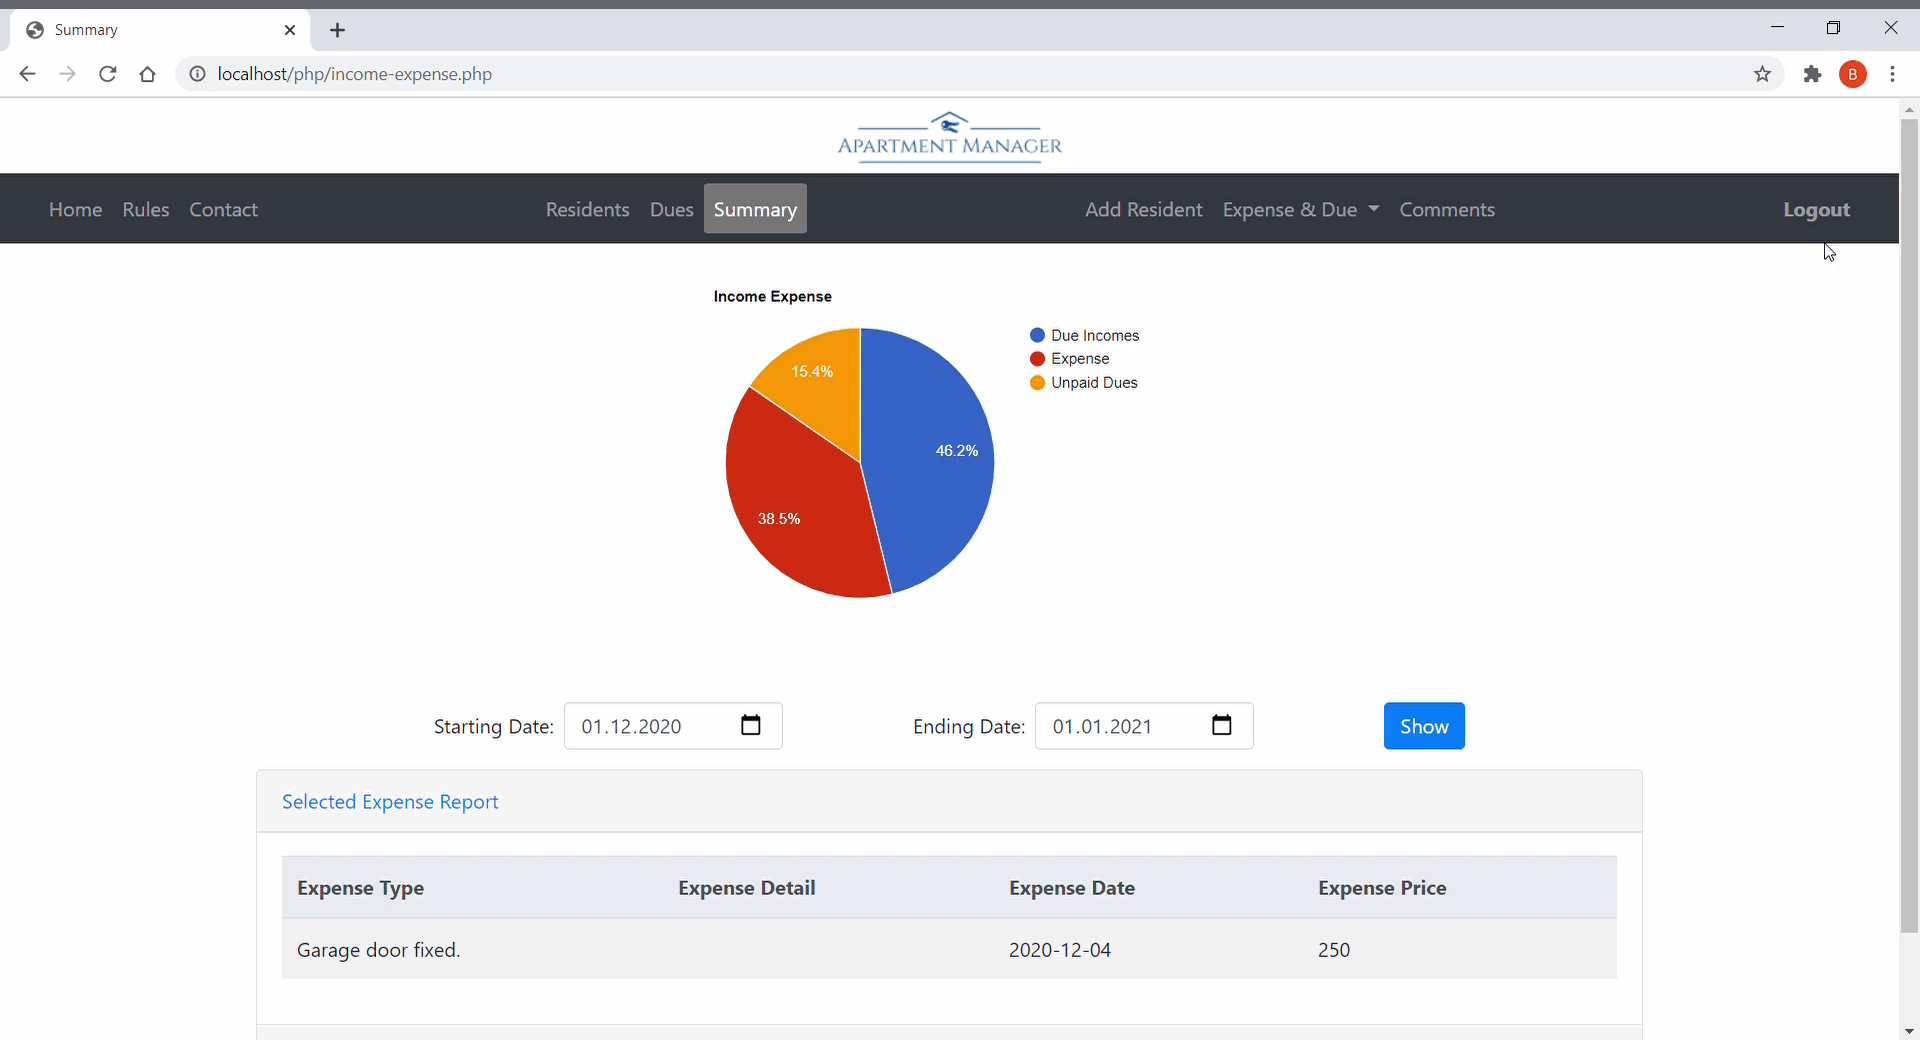 Summary
localhost/php/income-expense.php
B
APARTMENT MANAGER
Home Rules Contact Residents Dues Summary Add Resident Expense & Due Comments Logout
Income Expense
Due Incomes
Expense
Unpaid Dues
15.4%
46.2%
38.5%
Starting Date: 01.12.2020 Ending Date: 01.01.2021 Show
Selected Expense Report
Expense Type Expense Detail Expense Date Expense Price
Garage door fixed. 2020-12-04 250